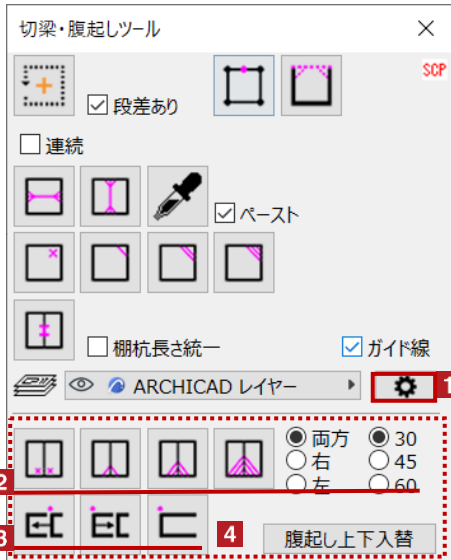 切梁・腹起しツール
SCP
段差あり
連続
ペースト
棚杭長さ統一
ガイド線
ARCHICAD レイヤー
1
両方 30
右 45
左 60
2
3
4
腹起し上下入替